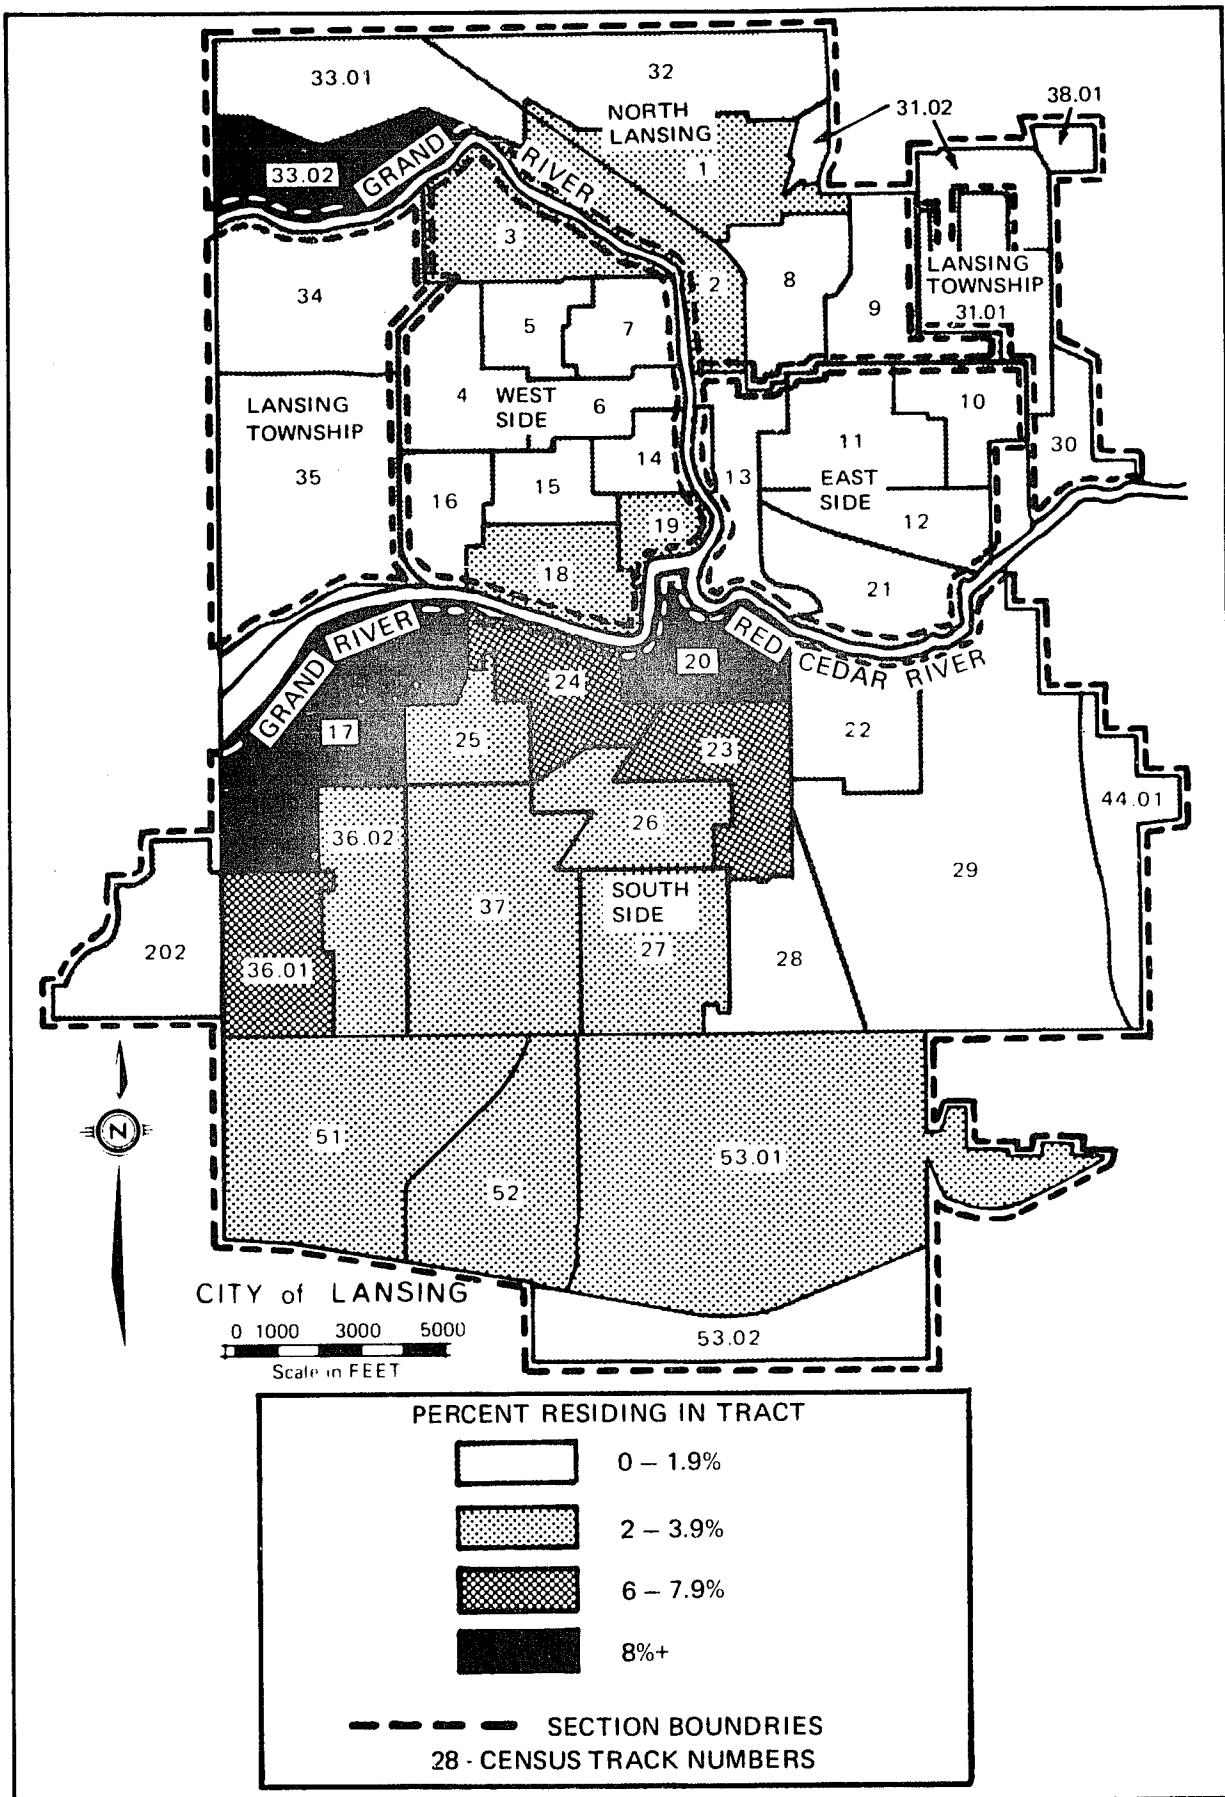 33.01
32
38.01
31.02
NORTH
LANSING
1
33.02
GRAND
RIVER
3
34
2
8
9
LANSING
TOWNSHIP
31.01
5
7
4
WEST
SIDE
6
10
LANSING
TOWNSHIP
35
11
30
14
13
16
15
EAST
SIDE
19
12
18
21
GRAND
RIVER
RED
CEDAR
RIVER
20
24
17
25
23
22
44.01
36.02
26
29
SOUTH
SIDE
37
27
28
202
36.01
N
51
53.01
52
CITY of LANSING
0 1000 3000 5000
Scale in FEET
53.02
PERCENT RESIDING IN TRACT
0 – 1.9%
2 – 3.9%
6 – 7.9%
8%+
SECTION BOUNDRIES
28 - CENSUS TRACK NUMBERS